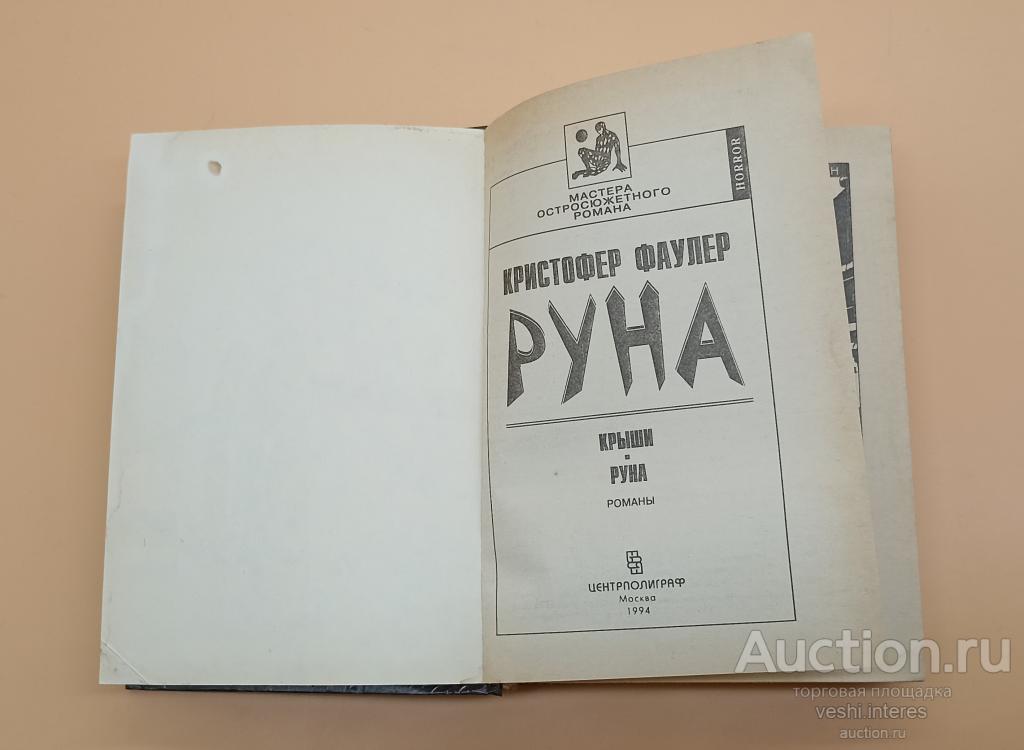 МАСТЕРА
ОСТРОСЮЖЕТНОГО
РОМАНА
HORROR
КРИСТОФЕР ФАУЛЕР
РУНА
КРЫШИ
РУНА
РОМАНЫ
ЦЕНТРПОЛИГРАФ
Москва
1994
Н
Auction.ru
торговая площадка
veshi.interes
auction.ru